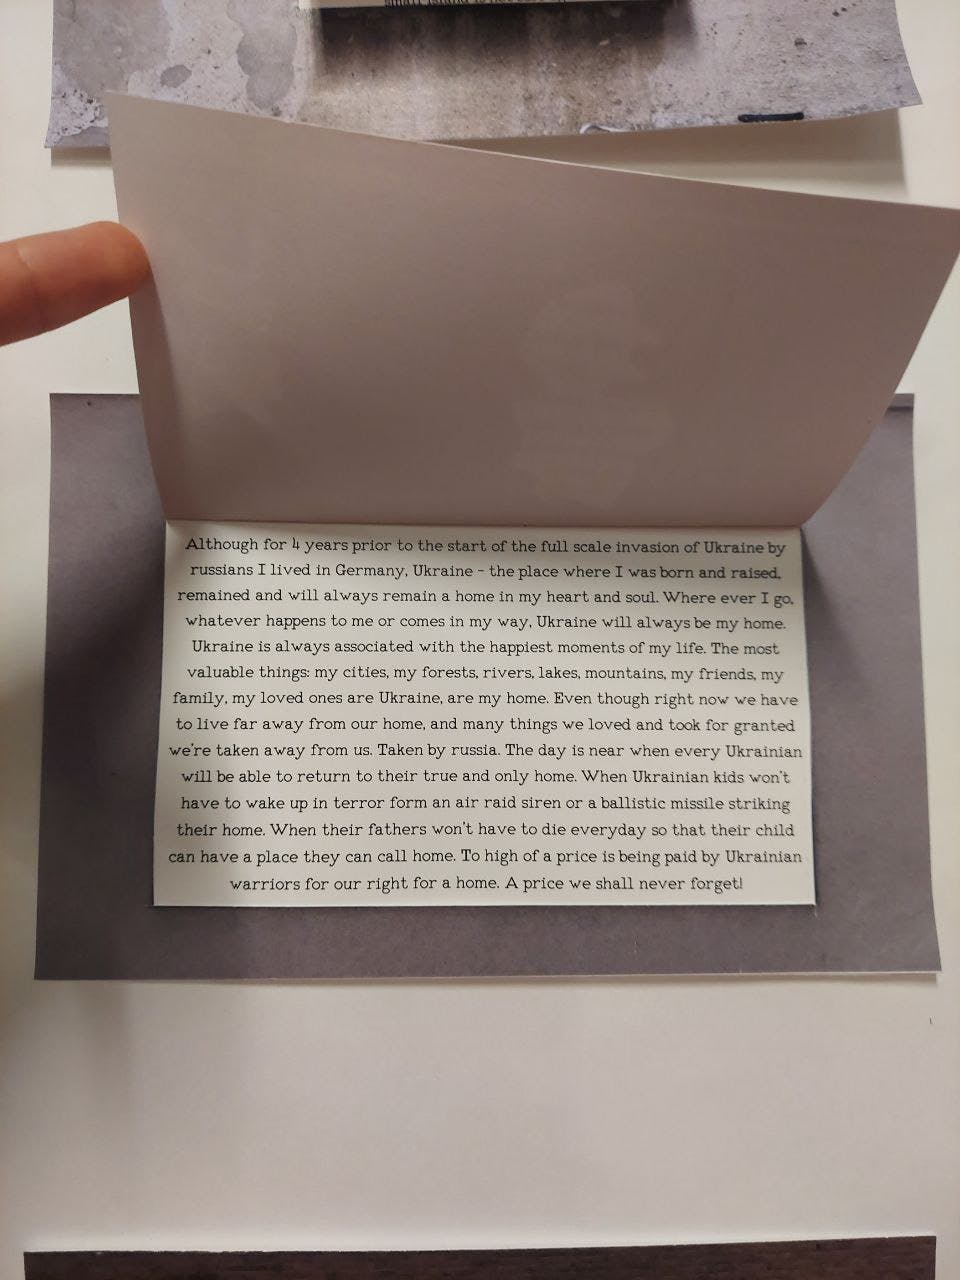 Although for 4 years prior to the start of the full scale invasion of Ukraine by
russians I lived in Germany, Ukraine - the place where I was born and raised,
remained and will always remain a home in my heart and soul. Where ever I go,
whatever happens to me or comes in my way, Ukraine will always be my home.
Ukraine is always associated with the happiest moments of my life. The most
valuable things: my cities, my forests, rivers, lakes, mountains, my friends, my
family, my loved ones are Ukraine, are my home. Even though right now we have
to live far away from our home, and many things we loved and took for granted
we're taken away from us. Taken by russia. The day is near when every Ukrainian
will be able to return to their true and only home. When Ukrainian kids won't
have to wake up in terror form an air raid siren or a ballistic missile striking
their home. When their fathers won't have to die everyday so that their child
can have a place they can call home. To high of a price is being paid by Ukrainian
warriors for our right for a home. A price we shall never forget!